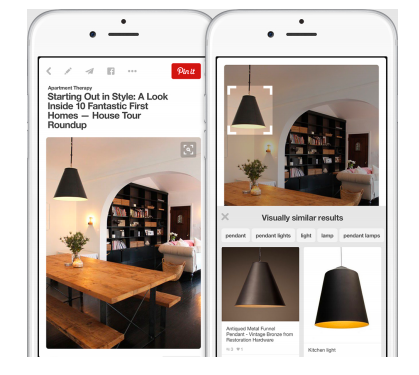 Pin it
Apartment Therapy
Starting Out in Style: A Look
Inside 10 Fantastic First
Homes — House Tour
Roundup
Visually similar results
pendant
pendant lights
light
lamp
pendant lamps
Antiqued Metal Funnel
Pendant - Vintage Bronze from
Restoration Hardware
Kitchen light